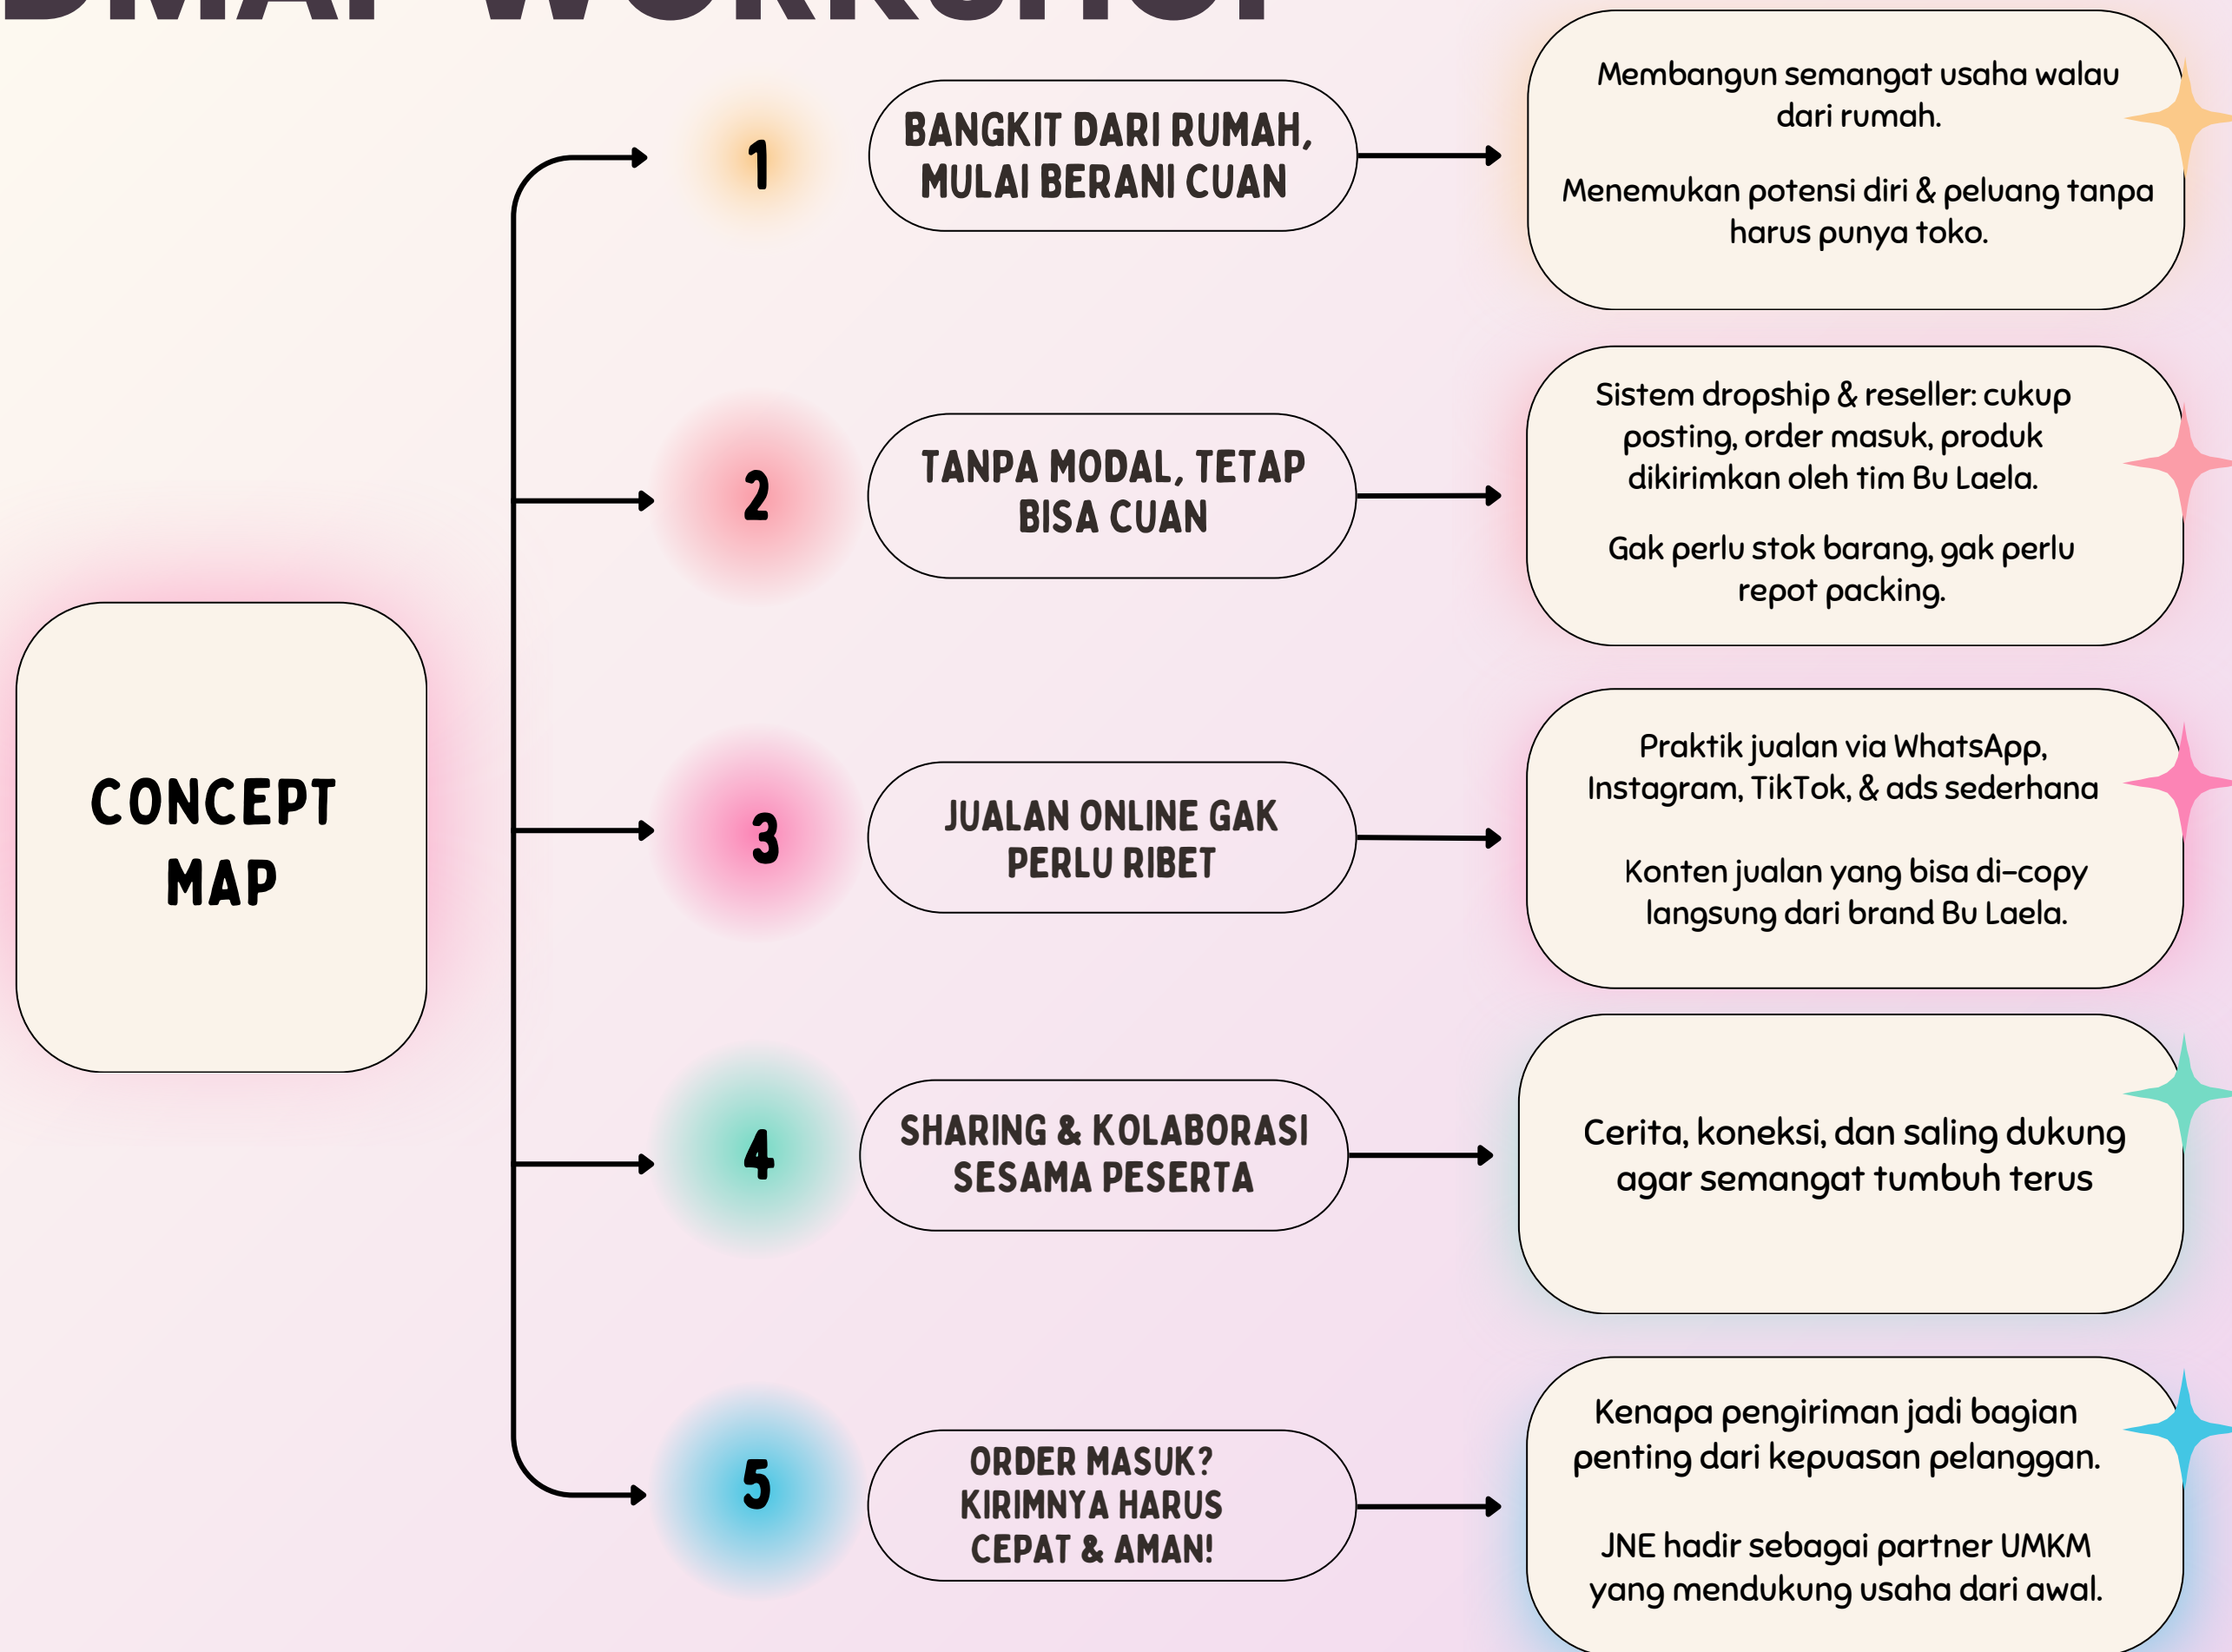 WORKSHOP
1
BANGKIT DARI RUMAH,
MULAI BERANI CUAN
Membangun semangat usaha walau
dari rumah.
Menemukan potensi diri & peluang tanpa
harus punya toko.
2
TANPA MODAL, TETAP
BISA CUAN
Sistem dropship & reseller: cukup
posting, order masuk, produk
dikirimkan oleh tim Bu Laela.
Gak perlu stok barang, gak perlu
repot packing.
CONCEPT
MAP
3
JUALAN ONLINE GAK
PERLU RIBET
Praktik jualan via WhatsApp,
Instagram, TikTok, & ads sederhana
Konten jualan yang bisa di-copy
langsung dari brand Bu Laela.
4
SHARING & KOLABORASI
SESAMA PESERTA
Cerita, koneksi, dan saling dukung
agar semangat tumbuh terus
5
ORDER MASUK?
KIRIMNYA HARUS
CEPAT & AMAN!
Kenapa pengiriman jadi bagian
penting dari kepuasan pelanggan.
JNE hadir sebagai partner UMKM
yang mendukung usaha dari awal.